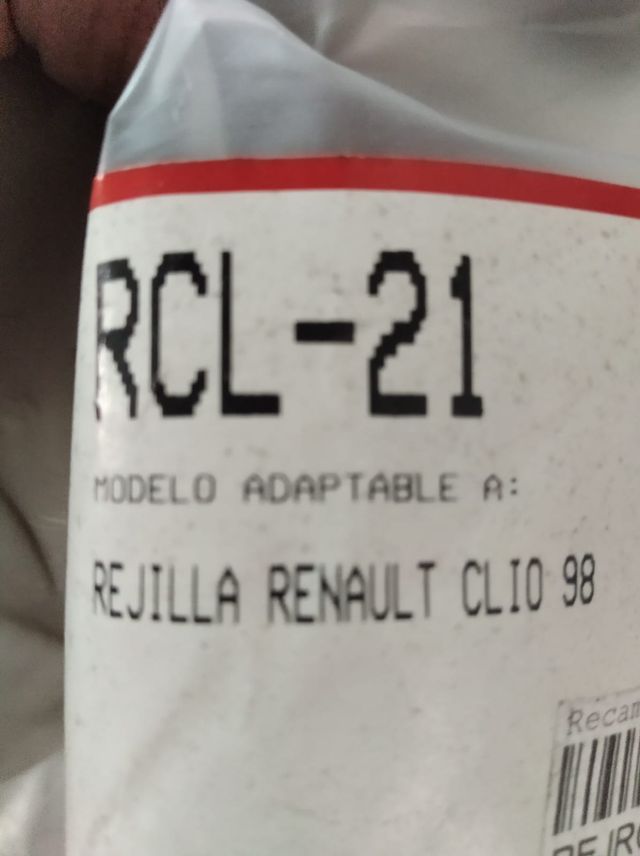 RCL-21
MODELO ADAPTABLE A:
REJILLA RENAULT CLIO 98